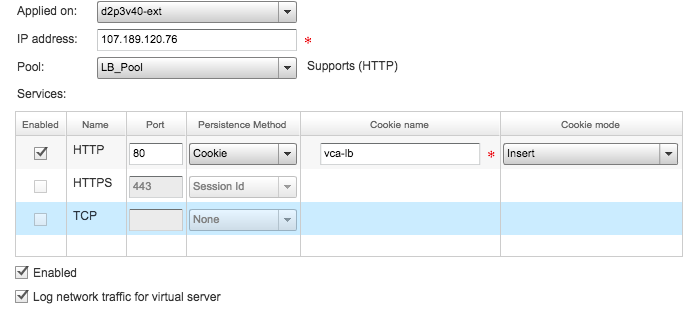 Applied on: d2p3v40-ext
IP address: 107.189.120.76 *
Pool: LB_Pool Supports (HTTP)
Services:
Enabled Name Port Persistence Method Cookie name Cookie mode
HTTP 80 Cookie vca-lb * Insert
HTTPS 443 Session Id
TCP None
Enabled
Log network traffic for virtual server